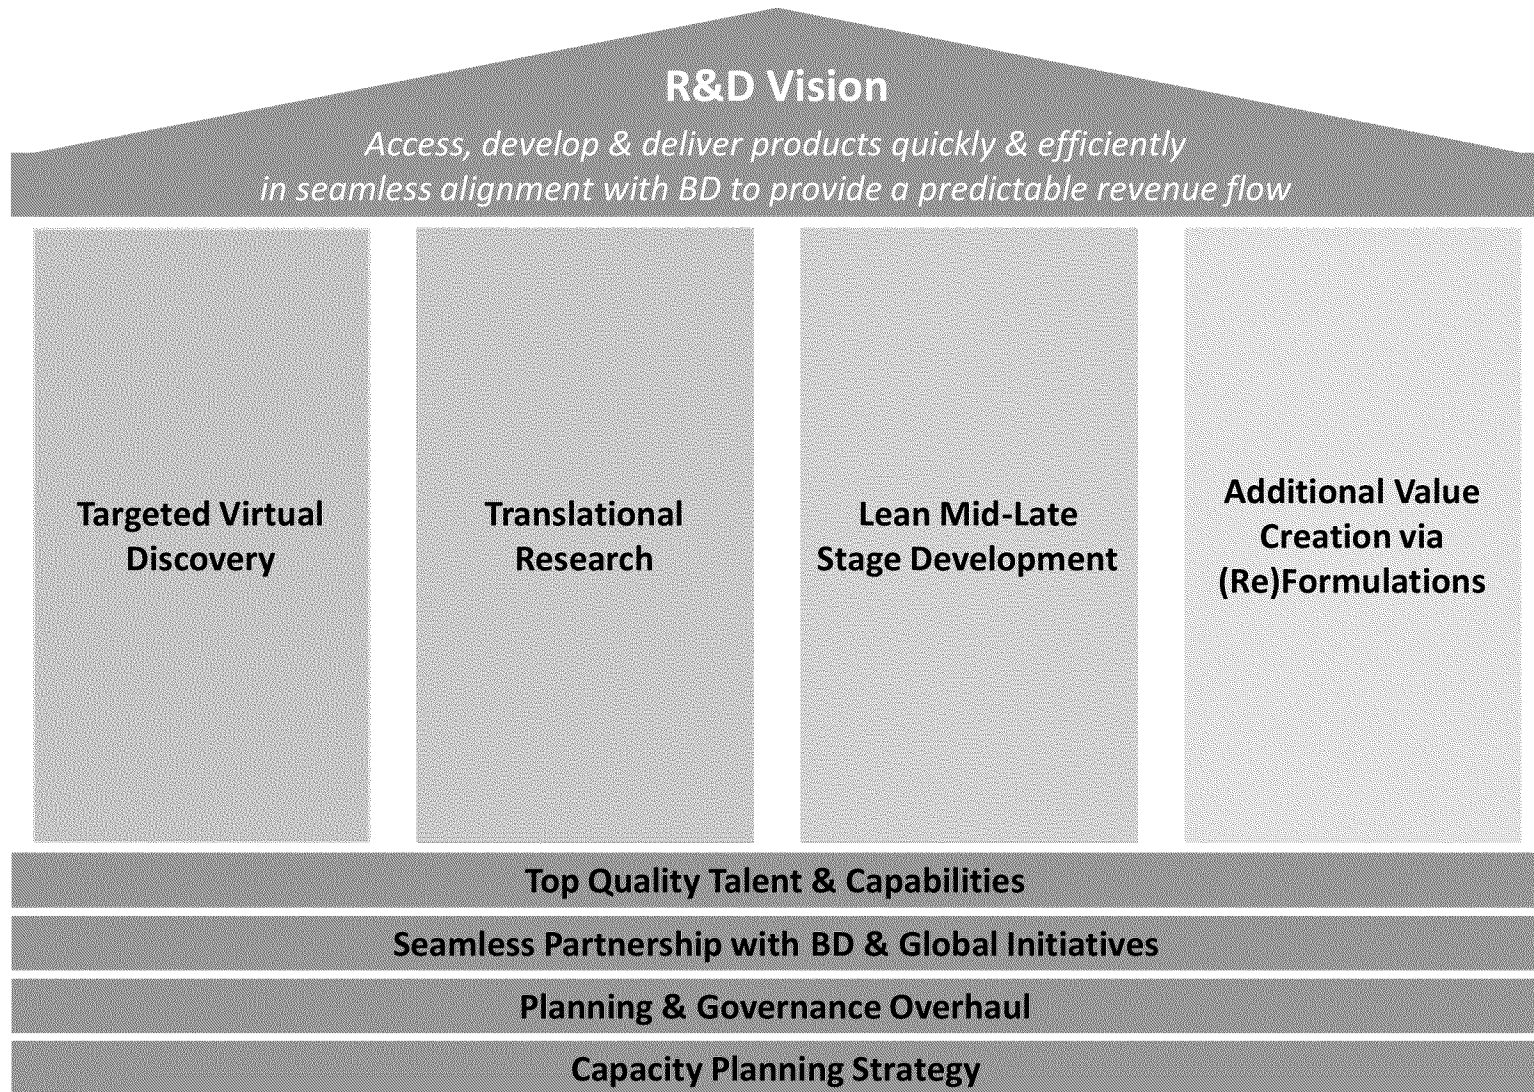 R&D Vision
Access, develop & deliver products quickly & efficiently
in seamless alignment with BD to provide a predictable revenue flow
Targeted Virtual
Discovery
Translational
Research
Lean Mid-Late
Stage Development
Additional Value
Creation via
(Re)Formulations
Top Quality Talent & Capabilities
Seamless Partnership with BD & Global Initiatives
Planning & Governance Overhaul
Capacity Planning Strategy